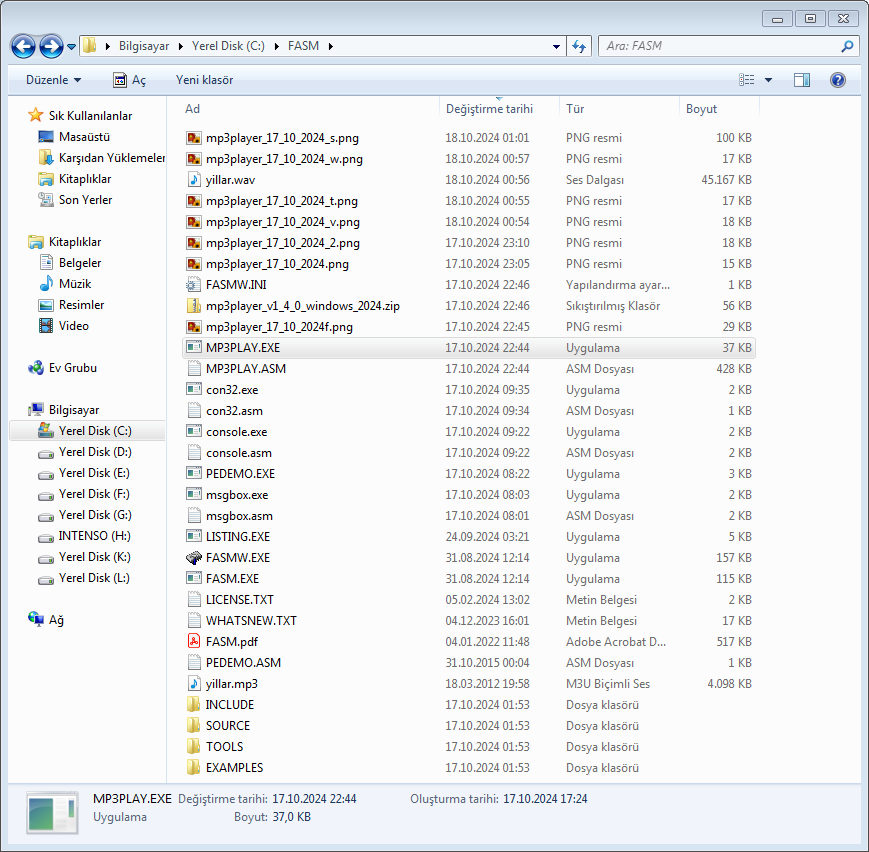 Bilgisayar Yerel Disk (C:) FASM
Ara: FASM
Düzenle Aç Yeni klasör
Sık Kullanılanlar
Masaüstü
Karşıdan Yüklemeler
Kitaplıklar
Son Yerler
Kitaplıklar
Belgeler
Müzik
Resimler
Video
Ev Grubu
Bilgisayar
Yerel Disk (C:)
Yerel Disk (D:)
Yerel Disk (E:)
Yerel Disk (F:)
Yerel Disk (G:)
INTENSO (H:)
Yerel Disk (K:)
Yerel Disk (L:)
Ağ
Ad Değiştirme tarihi Tür Boyut
mp3player_17_10_2024_s.png 18.10.2024 01:01 PNG resmi 100 KB
mp3player_17_10_2024_w.png 18.10.2024 00:57 PNG resmi 17 KB
yillar.wav 18.10.2024 00:56 Ses Dalgası 45.167 KB
mp3player_17_10_2024_t.png 18.10.2024 00:55 PNG resmi 17 KB
mp3player_17_10_2024_v.png 18.10.2024 00:54 PNG resmi 18 KB
mp3player_17_10_2024_2.png 17.10.2024 23:10 PNG resmi 18 KB
mp3player_17_10_2024.png 17.10.2024 23:05 PNG resmi 15 KB
FASMW.INI 17.10.2024 22:46 Yapılandırma ayar... 1 KB
mp3player_v1_4_0_windows_2024.zip 17.10.2024 22:46 Sıkıştırılmış Klasör 56 KB
mp3player_17_10_2024f.png 17.10.2024 22:45 PNG resmi 29 KB
MP3PLAY.EXE 17.10.2024 22:44 Uygulama 37 KB
MP3PLAY.ASM 17.10.2024 22:44 ASM Dosyası 428 KB
con32.exe 17.10.2024 09:35 Uygulama 2 KB
con32.asm 17.10.2024 09:34 ASM Dosyası 1 KB
console.exe 17.10.2024 09:22 Uygulama 2 KB
console.asm 17.10.2024 09:22 ASM Dosyası 2 KB
PEDEMO.EXE 17.10.2024 08:22 Uygulama 3 KB
msgbox.exe 17.10.2024 08:03 Uygulama 2 KB
msgbox.asm 17.10.2024 08:01 ASM Dosyası 2 KB
LISTING.EXE 24.09.2024 03:21 Uygulama 5 KB
FASMW.EXE 31.08.2024 12:14 Uygulama 157 KB
FASM.EXE 31.08.2024 12:14 Uygulama 115 KB
LICENSE.TXT 05.02.2024 13:02 Metin Belgesi 2 KB
WHATSNEW.TXT 04.12.2023 16:01 Metin Belgesi 17 KB
FASM.pdf 04.01.2022 11:48 Adobe Acrobat D... 517 KB
PEDEMO.ASM 31.10.2015 00:04 ASM Dosyası 1 KB
yillar.mp3 18.03.2012 19:58 M3U Biçimli Ses 4.098 KB
INCLUDE 17.10.2024 01:53 Dosya klasörü
SOURCE 17.10.2024 01:53 Dosya klasörü
TOOLS 17.10.2024 01:53 Dosya klasörü
EXAMPLES 17.10.2024 01:53 Dosya klasörü
MP3PLAY.EXE Değiştirme tarihi: 17.10.2024 22:44 Oluşturma tarihi: 17.10.2024 17:24
Uygulama Boyut: 37,0 KB